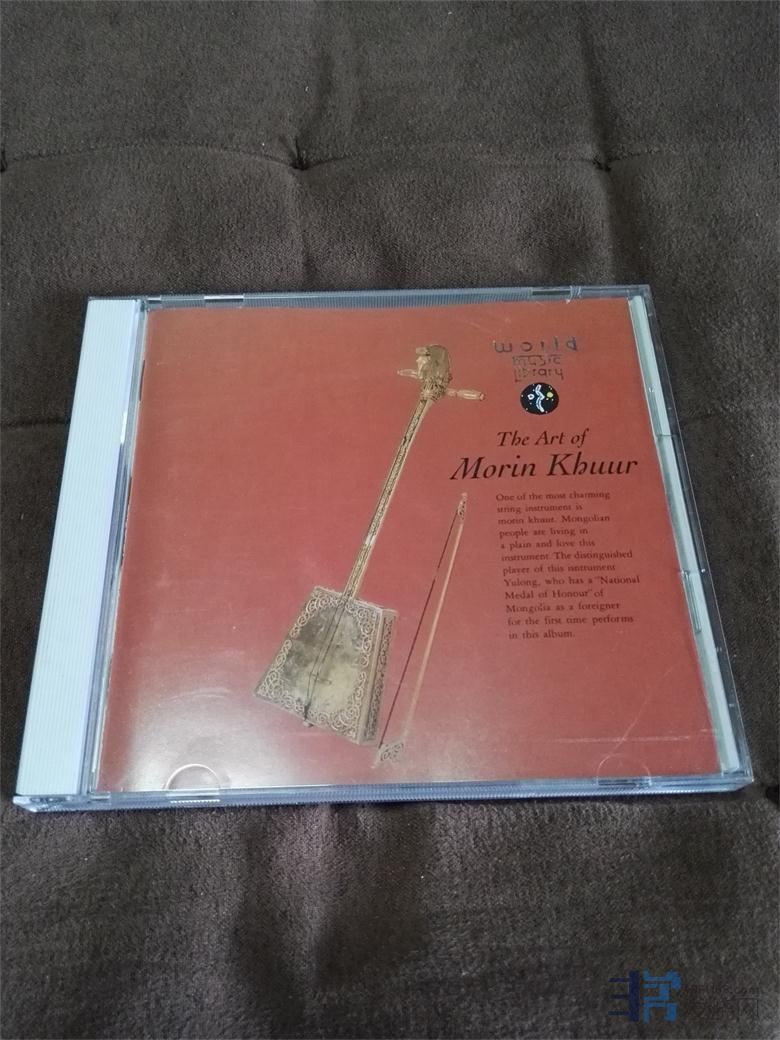 world
music
library
The Art of
Morin Khuur
One of the most charming
string instrument is
morin khuur. Mongolian
people are living in
a plain and love this
instrument. The distinguished
player of this instrument
Yulong, who has a "National
Medal of Honour" of
Mongolia as a foreigner
for the first time performs
in this album.